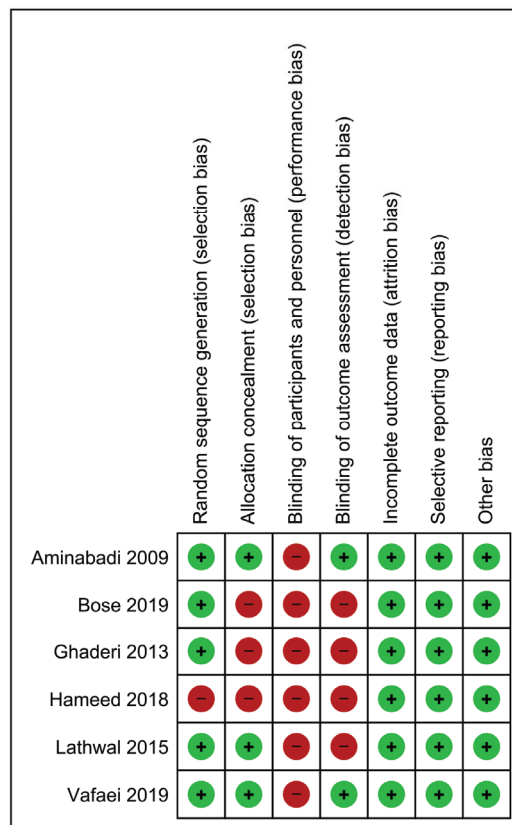 Random sequence generation (selection bias)
Allocation concealment (selection bias)
Blinding of participants and personnel (performance bias)
Blinding of outcome assessment (detection bias)
Incomplete outcome data (attrition bias)
Selective reporting (reporting bias)
Other bias
Aminabadi 2009 + + – + + + +
Bose 2019 + – – – + + +
Ghaderi 2013 + – – – + + +
Hameed 2018 – – – – + + +
Lathwal 2015 + + – – + + +
Vafaei 2019 + + – + + + +